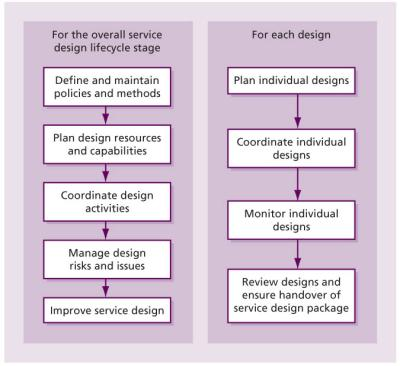 For the overall service
design lifecycle stage
Define and maintain
policies and methods
Plan design resources
and capabilities
Coordinate design
activities
Manage design
risks and issues
Improve service design
For each design
Plan individual designs
Coordinate individual
designs
Monitor individual
designs
Review designs and
ensure handover of
service design package